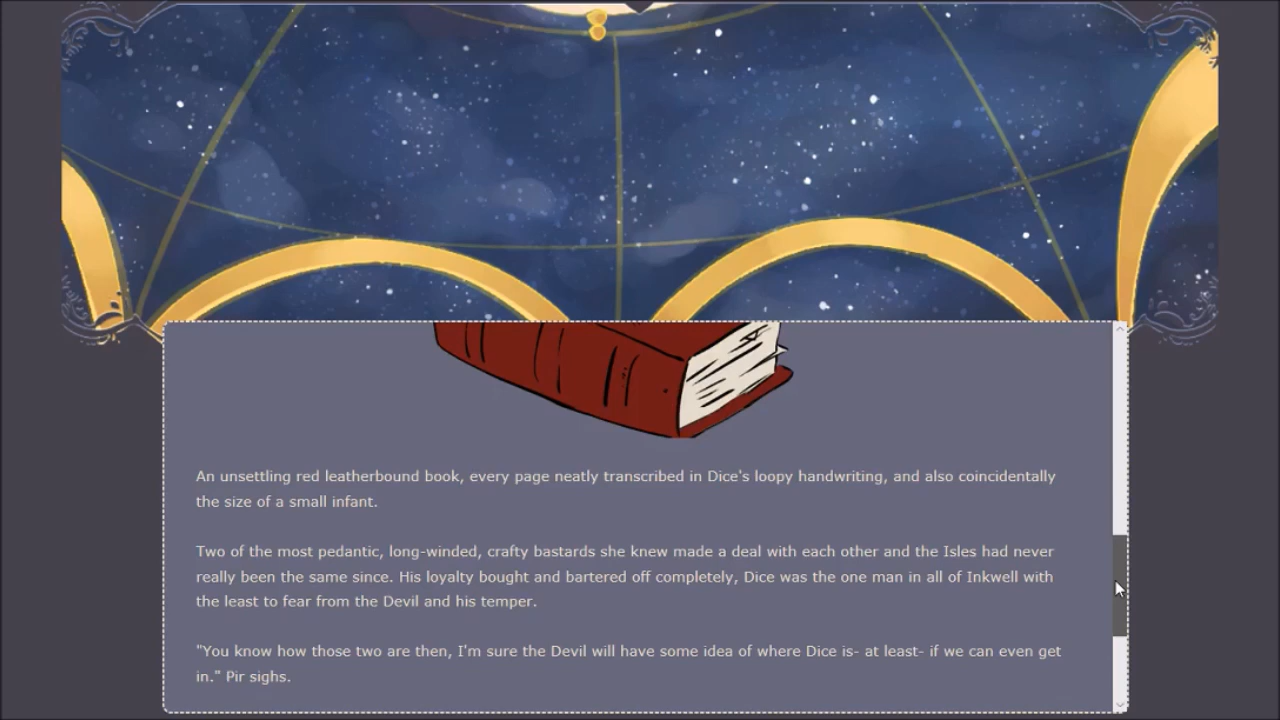 An unsettling red leatherbound book, every page neatly transcribed in Dice's loopy handwriting, and also coincidentally
the size of a small infant.
Two of the most pedantic, long-winded, crafty bastards she knew made a deal with each other and the Isles had never
really been the same since. His loyalty bought and bartered off completely, Dice was the one man in all of Inkwell with
the least to fear from the Devil and his temper.
"You know how those two are then, I'm sure the Devil will have some idea of where Dice is- at least- if we can even get
in." Pir sighs.